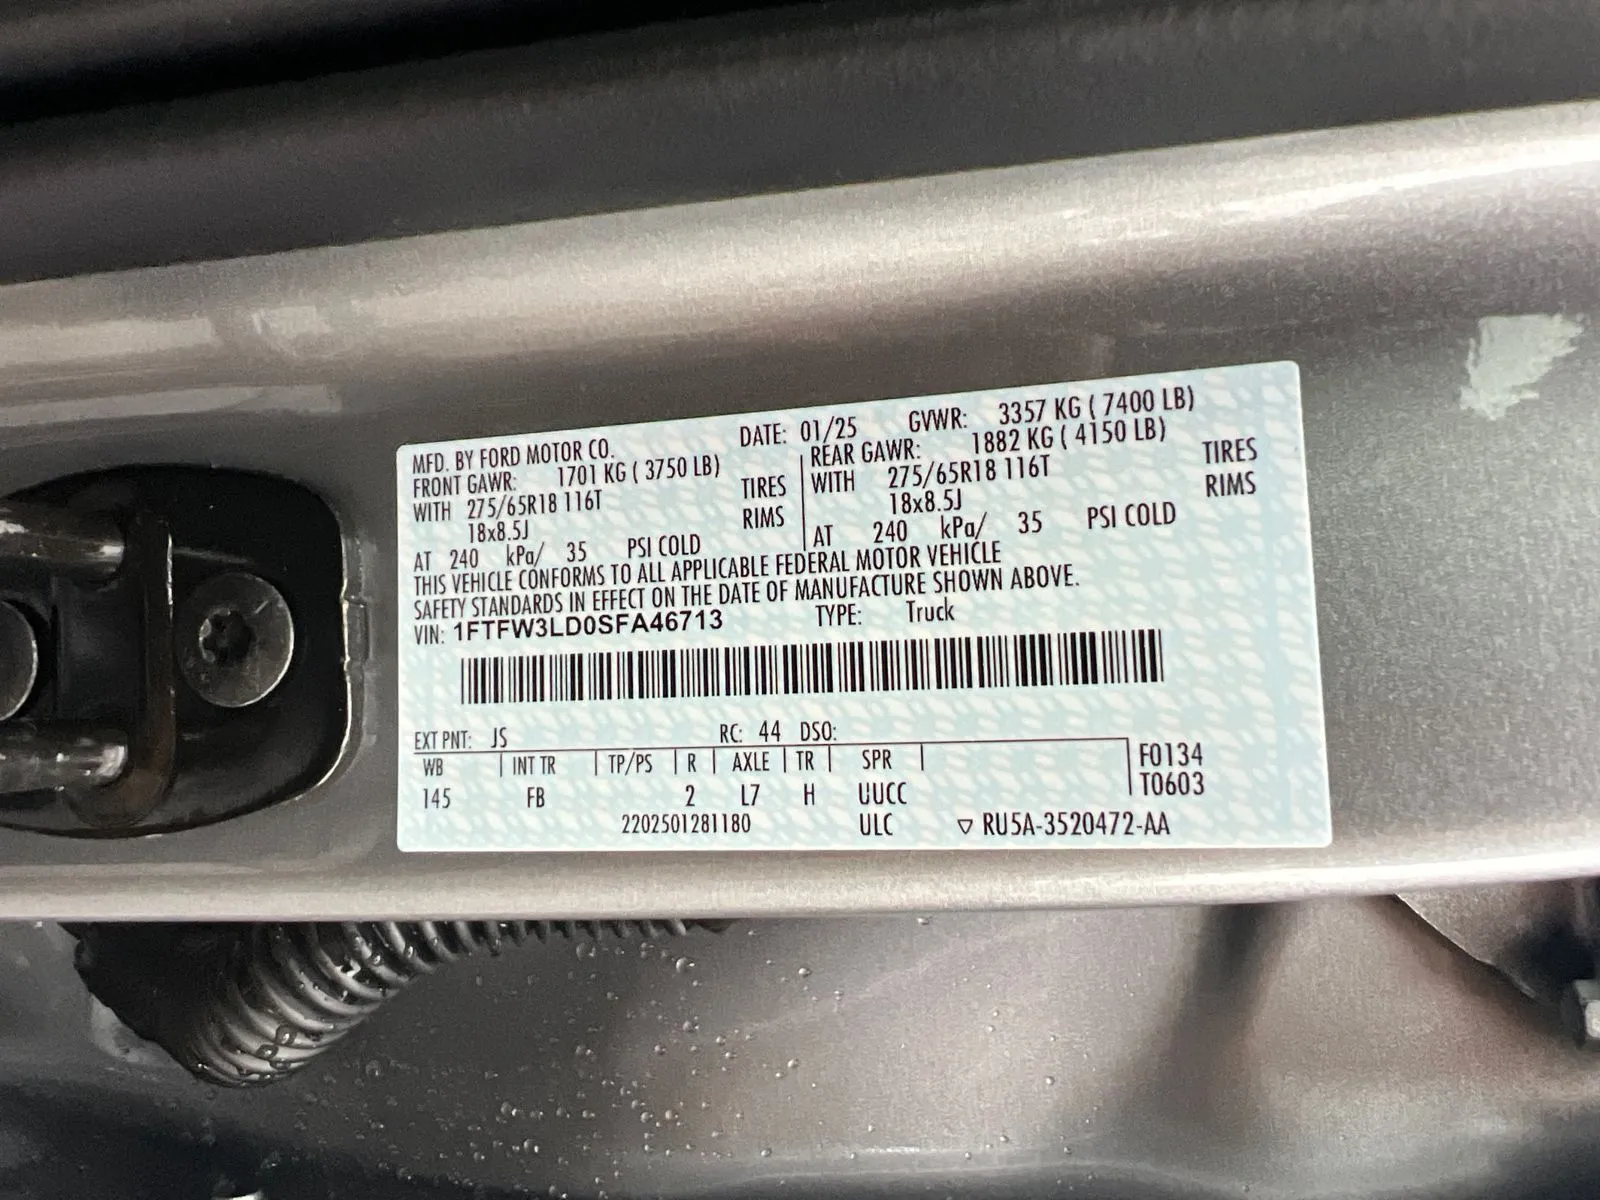 MFD. BY FORD MOTOR CO. DATE: 01/25 GVWR: 3357 KG ( 7400 LB)
FRONT GAWR: 1701 KG ( 3750 LB) REAR GAWR: 1882 KG ( 4150 LB)
WITH 275/65R18 116T TIRES WITH 275/65R18 116T TIRES
18x8.5J RIMS 18x8.5J RIMS
AT 240 kPa/ 35 PSI COLD AT 240 kPa/ 35 PSI COLD
THIS VEHICLE CONFORMS TO ALL APPLICABLE FEDERAL MOTOR VEHICLE
SAFETY STANDARDS IN EFFECT ON THE DATE OF MANUFACTURE SHOWN ABOVE.
VIN: 1FTFW3LD0SFA46713 TYPE: Truck
EXT PNT: JS RC: 44 DSO:
WB INT TR TP/PS R AXLE TR SPR F0134
145 FB 2 L7 H UUCC T0603
2202501281180 ULC ▽ RU5A-3520472-AA